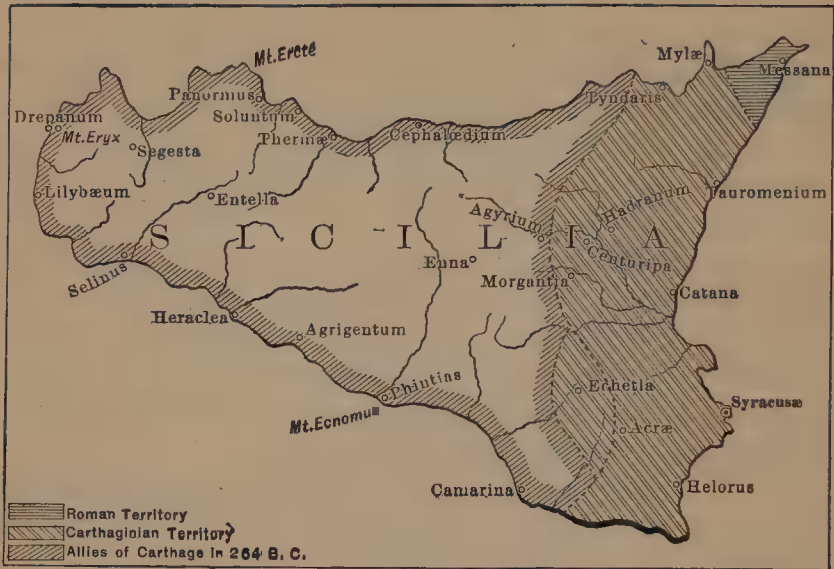 Mt. Ercte
Mylæ
Messana
Panormus
Soluntum
Tyndaris
Drepanum
Mt. Eryx
Segesta
Thermæ
Cephalœdium
Lilybæum
Entella
Tauromenium
Hadranum
Agyrium
SICILIA
Centuripa
Enna
Morgantia
Selinus
Catana
Heraclea
Agrigentum
Phintias
Echetla
Syracusæ
Mt. Ecnomus
Acræ
Camarina
Helorus
Roman Territory
Carthaginian Territory
Allies of Carthage in 264 B. C.